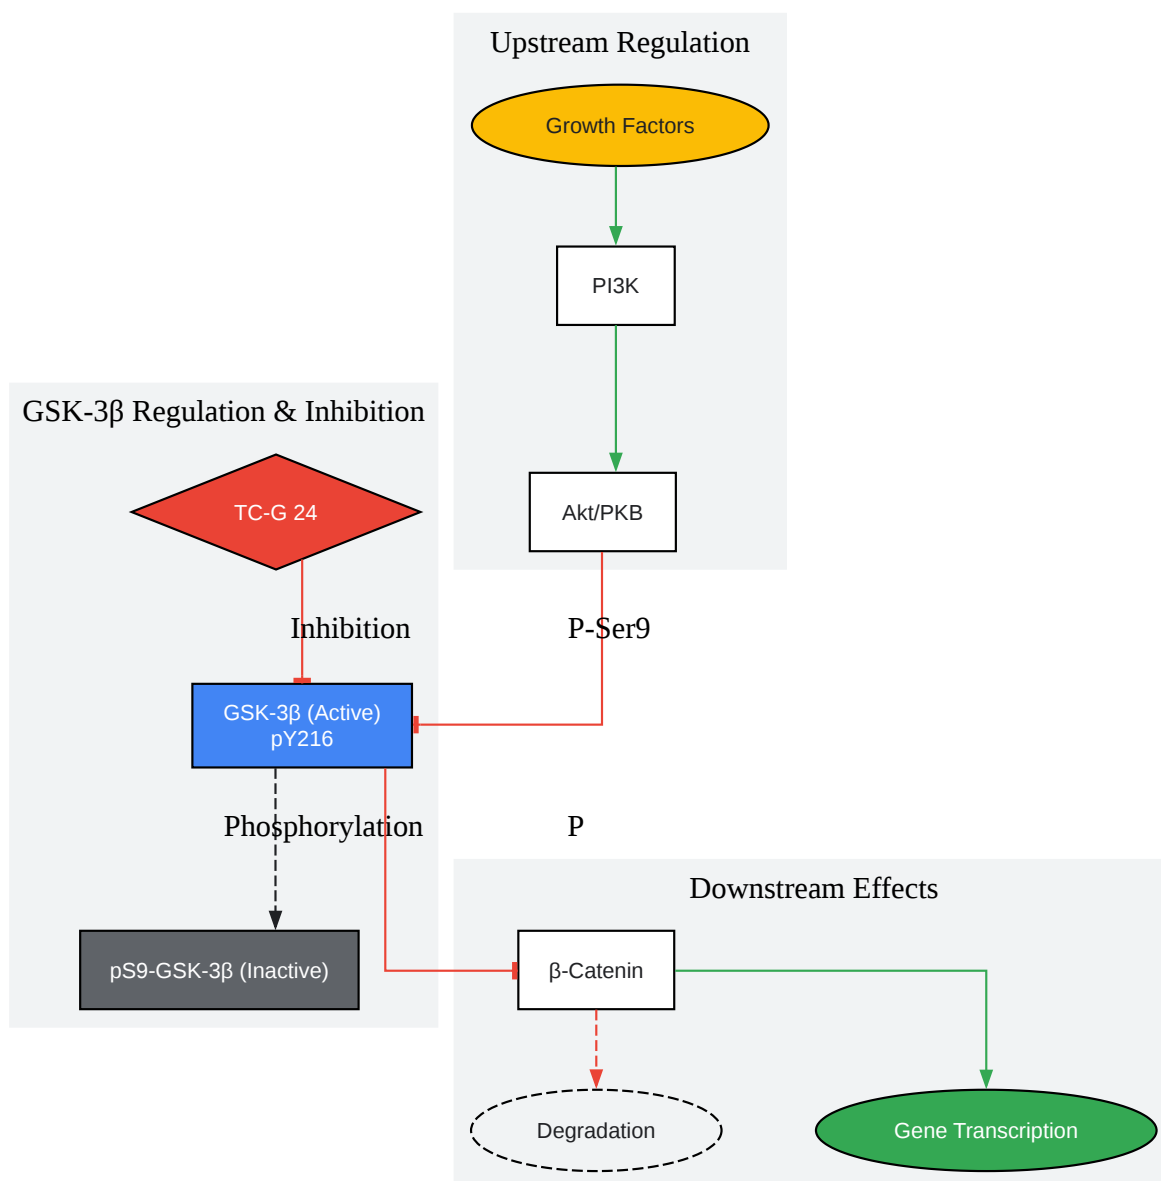 Upstream Regulation
Growth Factors
PI3K
Akt/PKB
GSK-3β Regulation & Inhibition
TC-G 24
Inhibition
P-Ser9
GSK-3β (Active)
pY216
Phosphorylation
P
pS9-GSK-3β (Inactive)
Downstream Effects
β-Catenin
Degradation
Gene Transcription